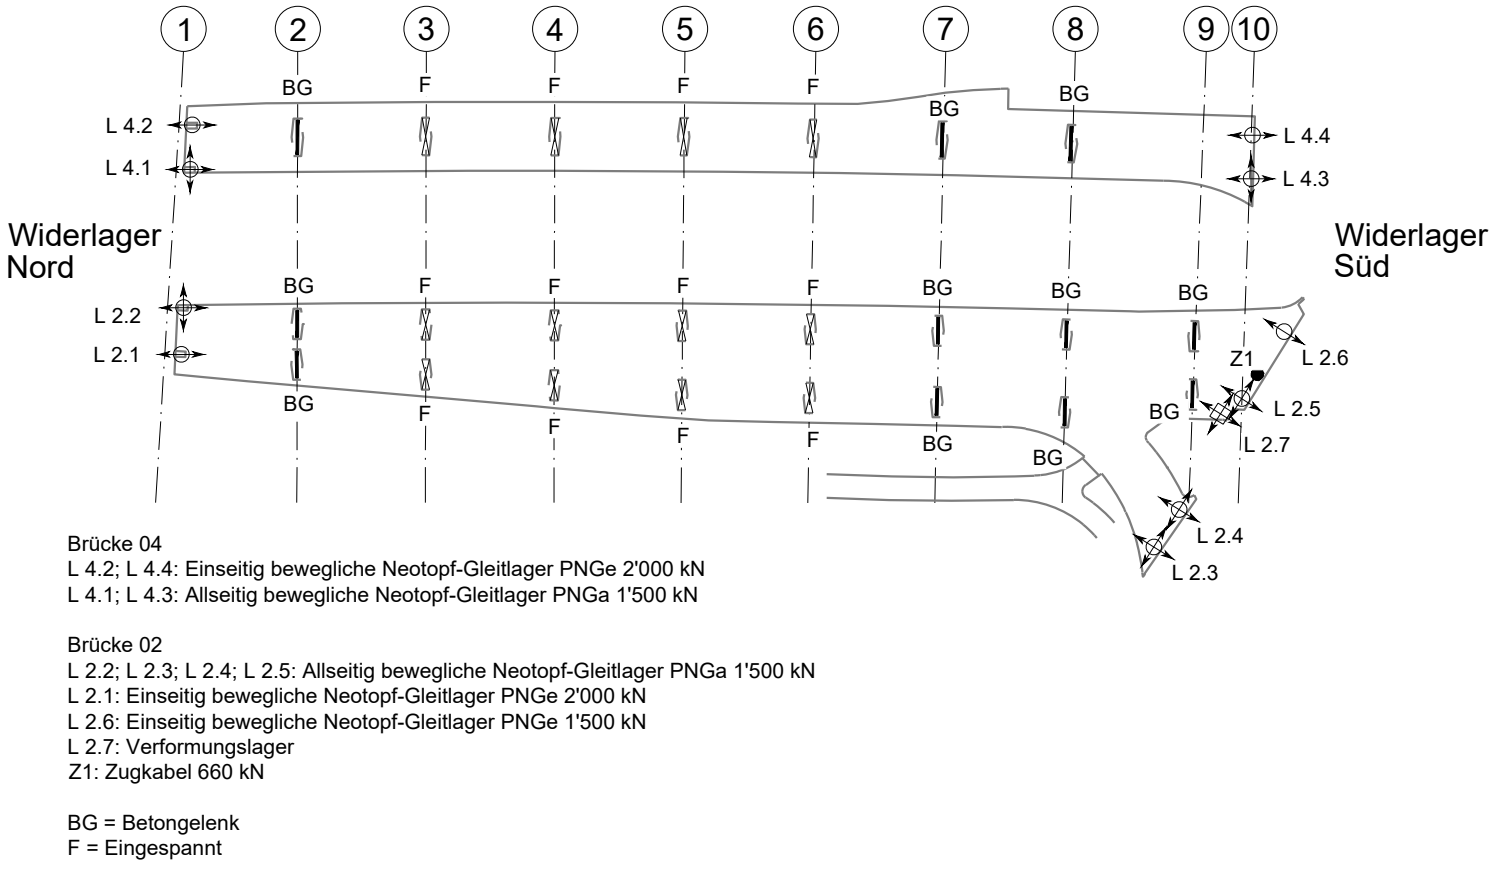 1 2 3 4 5 6 7 8 9 10
BG F F F F BG BG
L 4.2 L 4.4
L 4.1 L 4.3
Widerlager
Nord
Widerlager
Süd
BG F F F F BG BG BG
L 2.2
L 2.1
L 2.6
Z1
L 2.5
L 2.7
BG F F F F BG BG BG
L 2.4
L 2.3
Brücke 04
L 4.2; L 4.4: Einseitig bewegliche Neotopf-Gleitlager PNGe 2'000 kN
L 4.1; L 4.3: Allseitig bewegliche Neotopf-Gleitlager PNGa 1'500 kN
Brücke 02
L 2.2; L 2.3; L 2.4; L 2.5: Allseitig bewegliche Neotopf-Gleitlager PNGa 1'500 kN
L 2.1: Einseitig bewegliche Neotopf-Gleitlager PNGe 2'000 kN
L 2.6: Einseitig bewegliche Neotopf-Gleitlager PNGe 1'500 kN
L 2.7: Verformungslager
Z1: Zugkabel 660 kN
BG = Betongelenk
F = Eingespannt